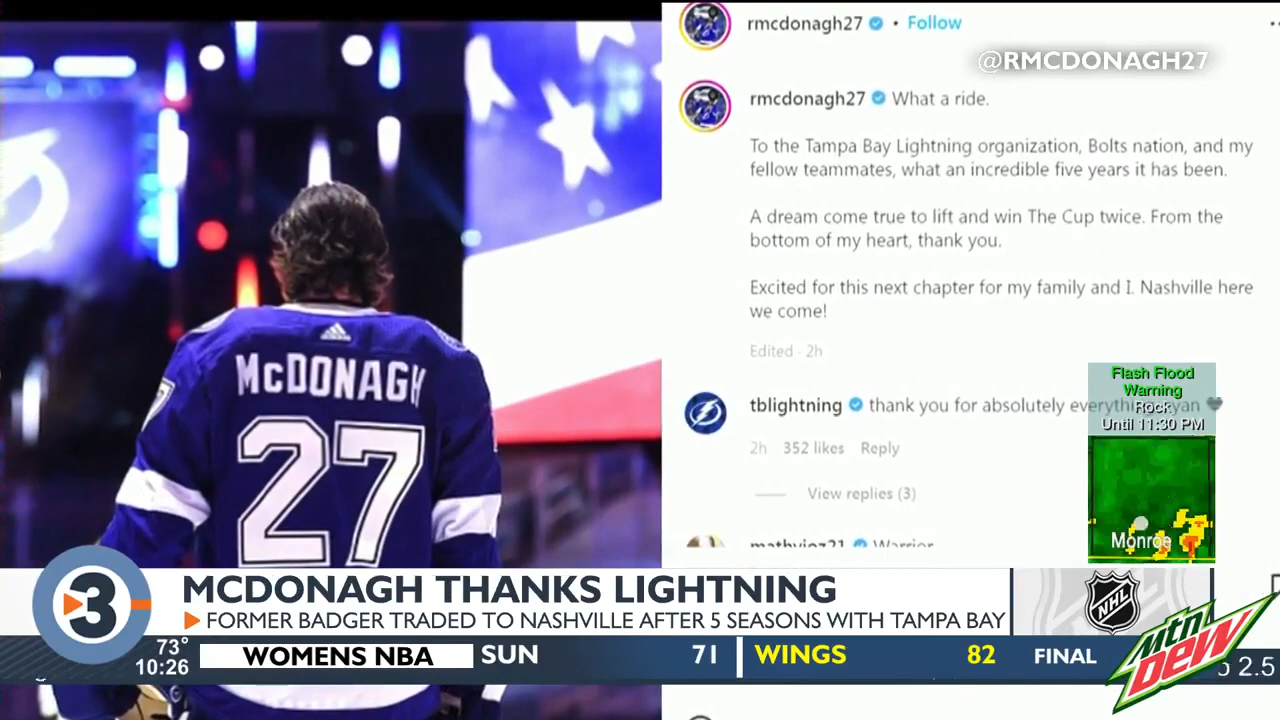 rmcdonagh27 • Follow
@RMCDONAGH27
rmcdonagh27 What a ride.
To the Tampa Bay Lightning organization, Bolts nation, and my
fellow teammates, what an incredible five years it has been.
A dream come true to lift and win The Cup twice. From the
bottom of my heart, thank you.
Excited for this next chapter for my family and I. Nashville here
we come!
Edited · 2h
tblightning thank you for absolutely
2h 352 likes Reply
View replies (3)
Warrior
Flash Flood
Warning
Rock
Until 11:30 PM
Monroe
adidas
McDONAGH
27
3
MCDONAGH THANKS LIGHTNING
FORMER BADGER TRADED TO NASHVILLE AFTER 5 SEASONS WITH TAMPA BAY
NHL
73°
10:26
WOMENS NBA
SUN 71
WINGS 82
FINAL
mtn
DEW
2.5